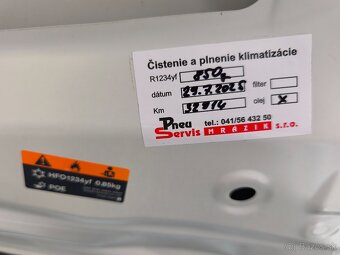 Čistenie a plnenie klimatizácie
R1234yf 850g
dátum 29.7.2025 filter
Km 32914 olej x
Pneu
Servis MRAZIK s.r.o.
tel.: 041/56 432 50
HFO1234yf 0.85kg
POE